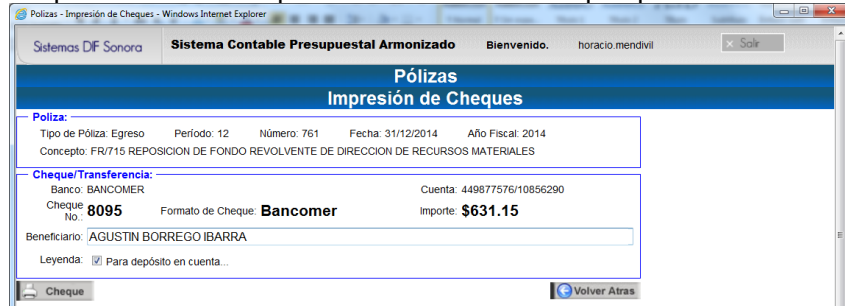 Polizas - Impresión de Cheques - Windows Internet Explorer
Sistemas DIF Sonora Sistema Contable Presupuestal Armonizado Bienvenido. horacio.mendivil × Salir
Pólizas
Impresión de Cheques
Poliza:
Tipo de Póliza: Egreso Período: 12 Número: 761 Fecha: 31/12/2014 Año Fiscal: 2014
Concepto: FR/715 REPOSICION DE FONDO REVOLVENTE DE DIRECCION DE RECURSOS MATERIALES
Cheque/Transferencia:
Banco: BANCOMER Cuenta: 449877576/10856290
Cheque No.: 8095 Formato de Cheque: Bancomer Importe: $631.15
Beneficiario: AGUSTIN BORREGO IBARRA
Leyenda: Para depósito en cuenta...
Cheque Volver Atras